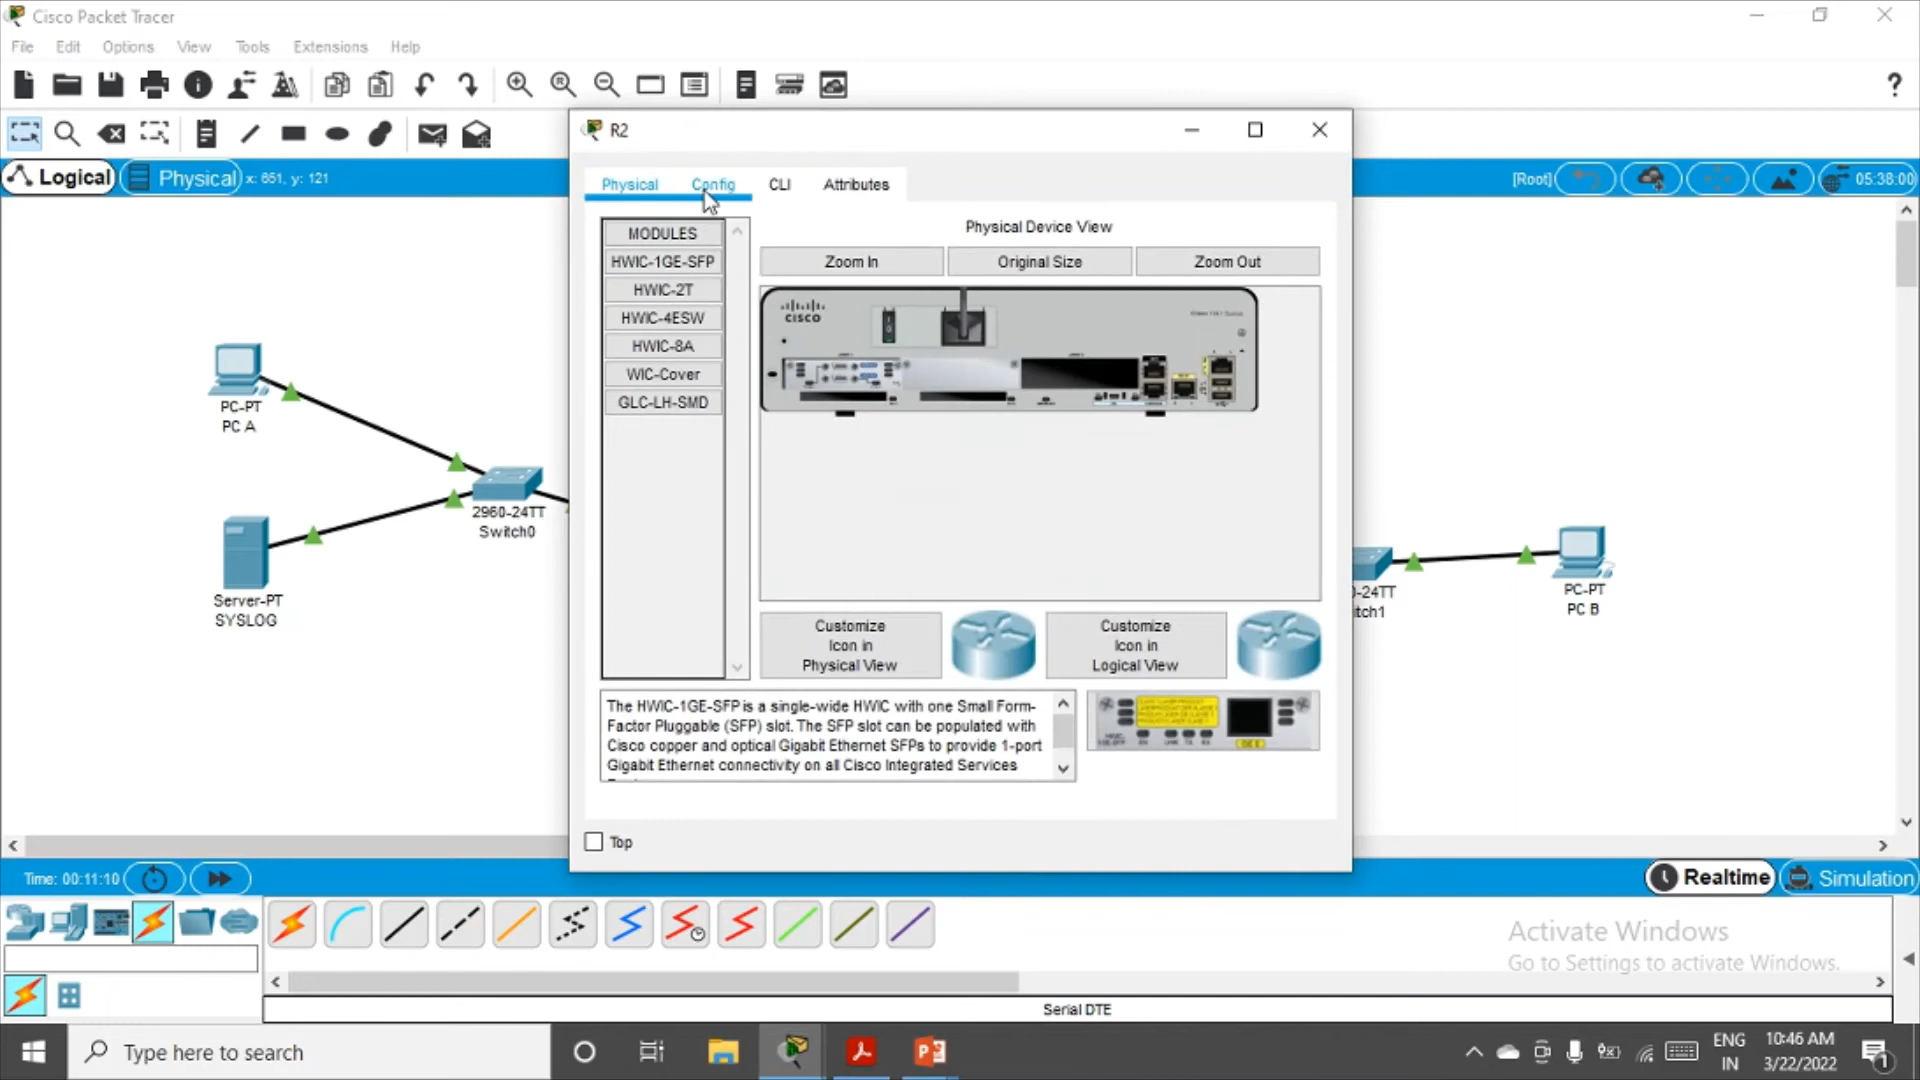 Cisco Packet Tracer
File Edit Options View Tools Extensions Help
?
R2
Logical Physical x: 651, y: 121
[Root] 05:38:00
Physical Config CLI Attributes
MODULES
HWIC-1GE-SFP
HWIC-2T
HWIC-4ESW
HWIC-8A
WIC-Cover
GLC-LH-SMD
Physical Device View
Zoom In Original Size Zoom Out
CISCO
Customize
Icon in
Physical View
Customize
Icon in
Logical View
The HWIC-1GE-SFP is a single-wide HWIC with one Small Form-
Factor Pluggable (SFP) slot. The SFP slot can be populated with
Cisco copper and optical Gigabit Ethernet SFPs to provide 1-port
Gigabit Ethernet connectivity on all Cisco Integrated Services
Top
PC-PT
PC A
2960-24TT
Switch0
Server-PT
SYSLOG
0-24TT
itch1
PC-PT
PC B
Time: 00:11:10
Realtime Simulation
Activate Windows
Go to Settings to activate Windows.
Serial DTE
Type here to search
ENG
IN
10:46 AM
3/22/2022
1